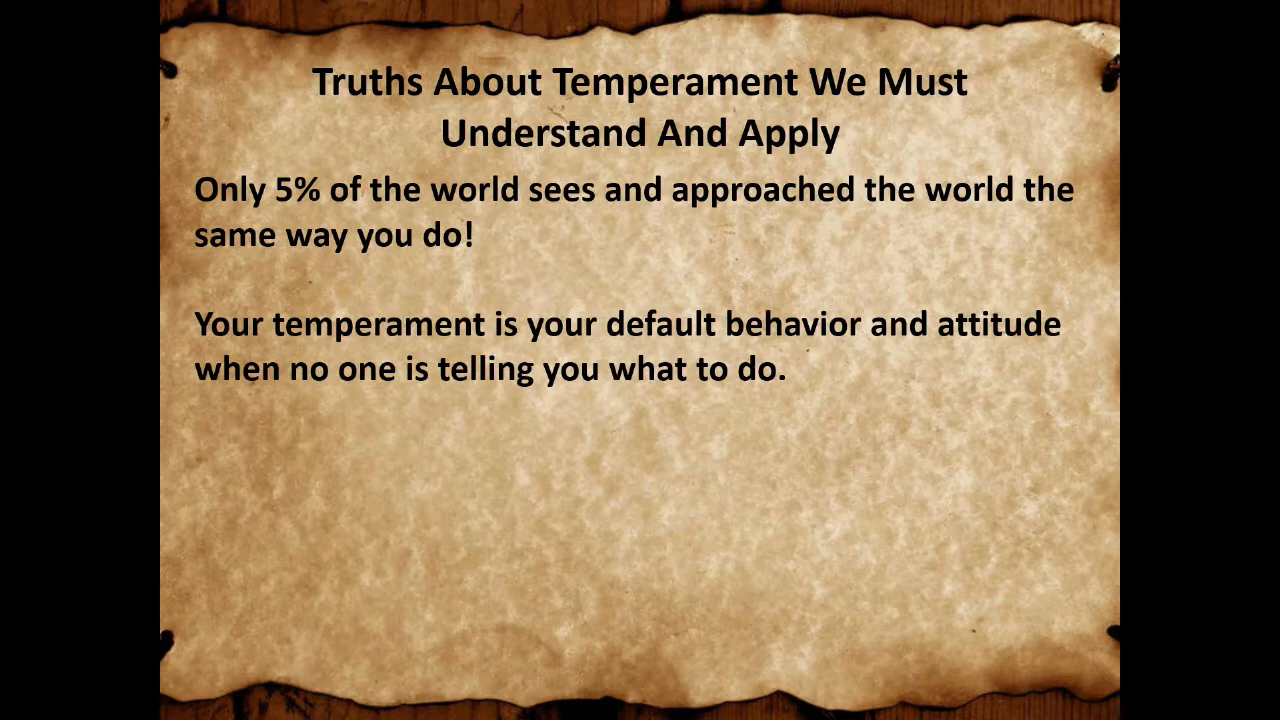 Truths About Temperament We Must
Understand And Apply
Only 5% of the world sees and approached the world the
same way you do!
Your temperament is your default behavior and attitude
when no one is telling you what to do.